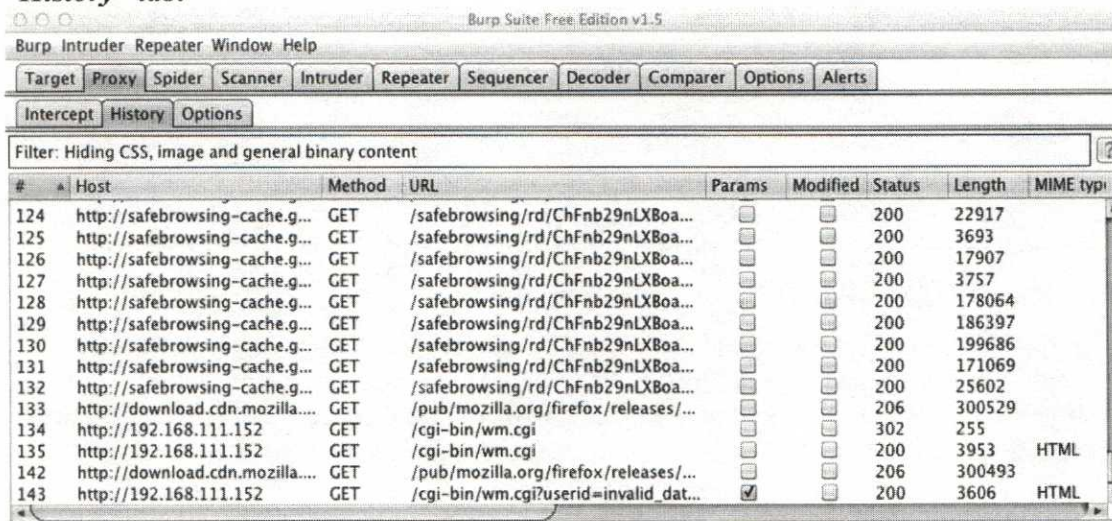 Burp Suite Free Edition v1.5
Burp Intruder Repeater Window Help
Target Proxy Spider Scanner Intruder Repeater Sequencer Decoder Comparer Options Alerts
Intercept History Options
Filter: Hiding CSS, image and general binary content ?
# Host Method URL Params Modified Status Length MIME type
124 http://safebrowsing-cache.g... GET /safebrowsing/rd/ChFnb29nLXBoa... 200 22917
125 http://safebrowsing-cache.g... GET /safebrowsing/rd/ChFnb29nLXBoa... 200 3693
126 http://safebrowsing-cache.g... GET /safebrowsing/rd/ChFnb29nLXBoa... 200 17907
127 http://safebrowsing-cache.g... GET /safebrowsing/rd/ChFnb29nLXBoa... 200 3757
128 http://safebrowsing-cache.g... GET /safebrowsing/rd/ChFnb29nLXBoa... 200 178064
129 http://safebrowsing-cache.g... GET /safebrowsing/rd/ChFnb29nLXBoa... 200 186397
130 http://safebrowsing-cache.g... GET /safebrowsing/rd/ChFnb29nLXBoa... 200 199686
131 http://safebrowsing-cache.g... GET /safebrowsing/rd/ChFnb29nLXBoa... 200 171069
132 http://safebrowsing-cache.g... GET /safebrowsing/rd/ChFnb29nLXBoa... 200 25602
133 http://download.cdn.mozilla.... GET /pub/mozilla.org/firefox/releases/... 206 300529
134 http://192.168.111.152 GET /cgi-bin/wm.cgi 302 255
135 http://192.168.111.152 GET /cgi-bin/wm.cgi 200 3953 HTML
142 http://download.cdn.mozilla.... GET /pub/mozilla.org/firefox/releases/... 206 300493
143 http://192.168.111.152 GET /cgi-bin/wm.cgi?userid=invalid_dat... 200 3606 HTML